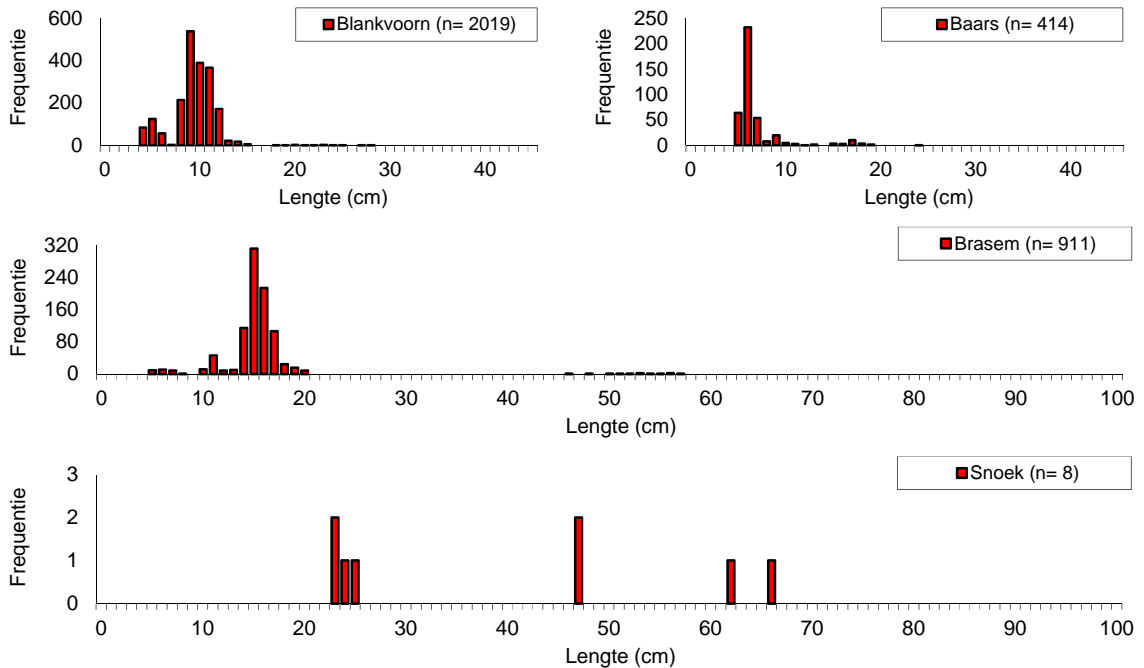 Blankvoorn (n= 2019)
Frequentie
600
400
200
0
0 10 20 30 40
Lengte (cm)
Baars (n= 414)
Frequentie
250
200
150
100
50
0
0 10 20 30 40
Lengte (cm)
Brasem (n= 911)
Frequentie
320
240
160
80
0
0 10 20 30 40 50 60 70 80 90 100
Lengte (cm)
Snoek (n= 8)
Frequentie
3
2
1
0
0 10 20 30 40 50 60 70 80 90 100
Lengte (cm)